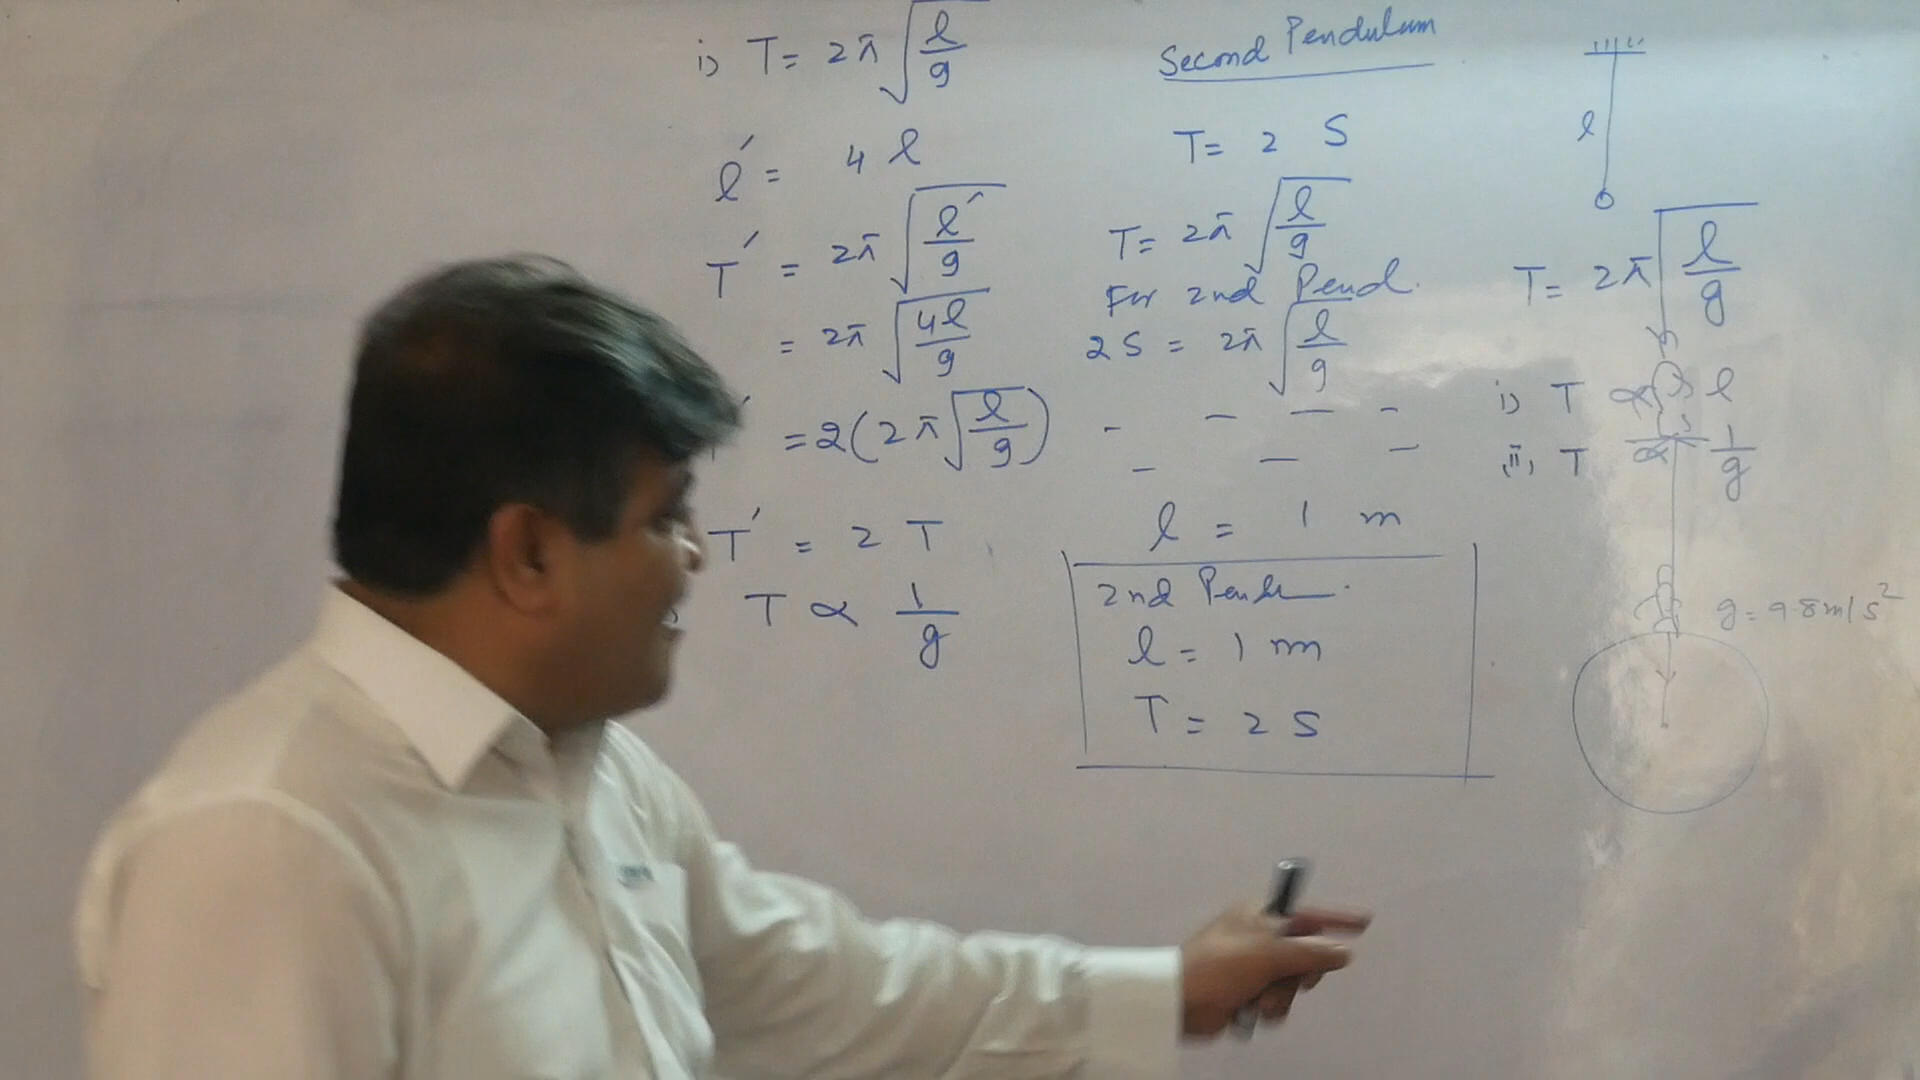 i) T = 2π √(l/g)
l′ = 4 l
T′ = 2π √(l′/g)
= 2π √(4l/g)
′ = 2(2π √(l/g))
T′ = 2 T
T ∝ 1/g
Second Pendulum
T = 2 S
T = 2π √(l/g)
For 2nd Pend.
2 S = 2π √(l/g)
- - - -
- - -
l = 1 m
2nd
l = 1 m
T = 2 S
l
T = 2π √(l/g)
i) T ∝ l
ii) T ∝ 1/g
g = 9.8 m/s²